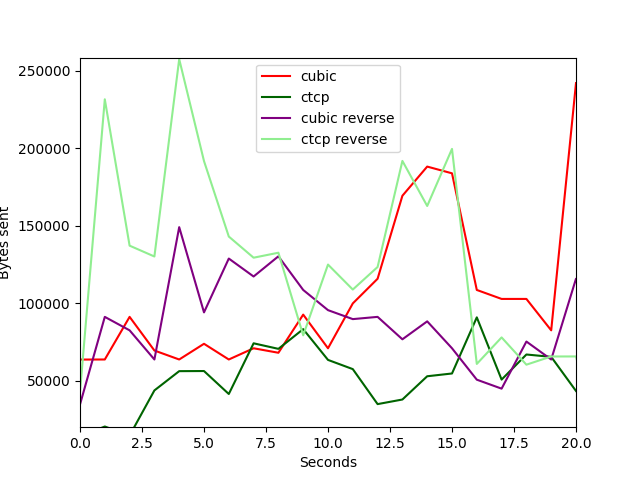 250000
200000
150000
100000
50000
Bytes sent
cubic
ctcp
cubic reverse
ctcp reverse
0.0 2.5 5.0 7.5 10.0 12.5 15.0 17.5 20.0
Seconds